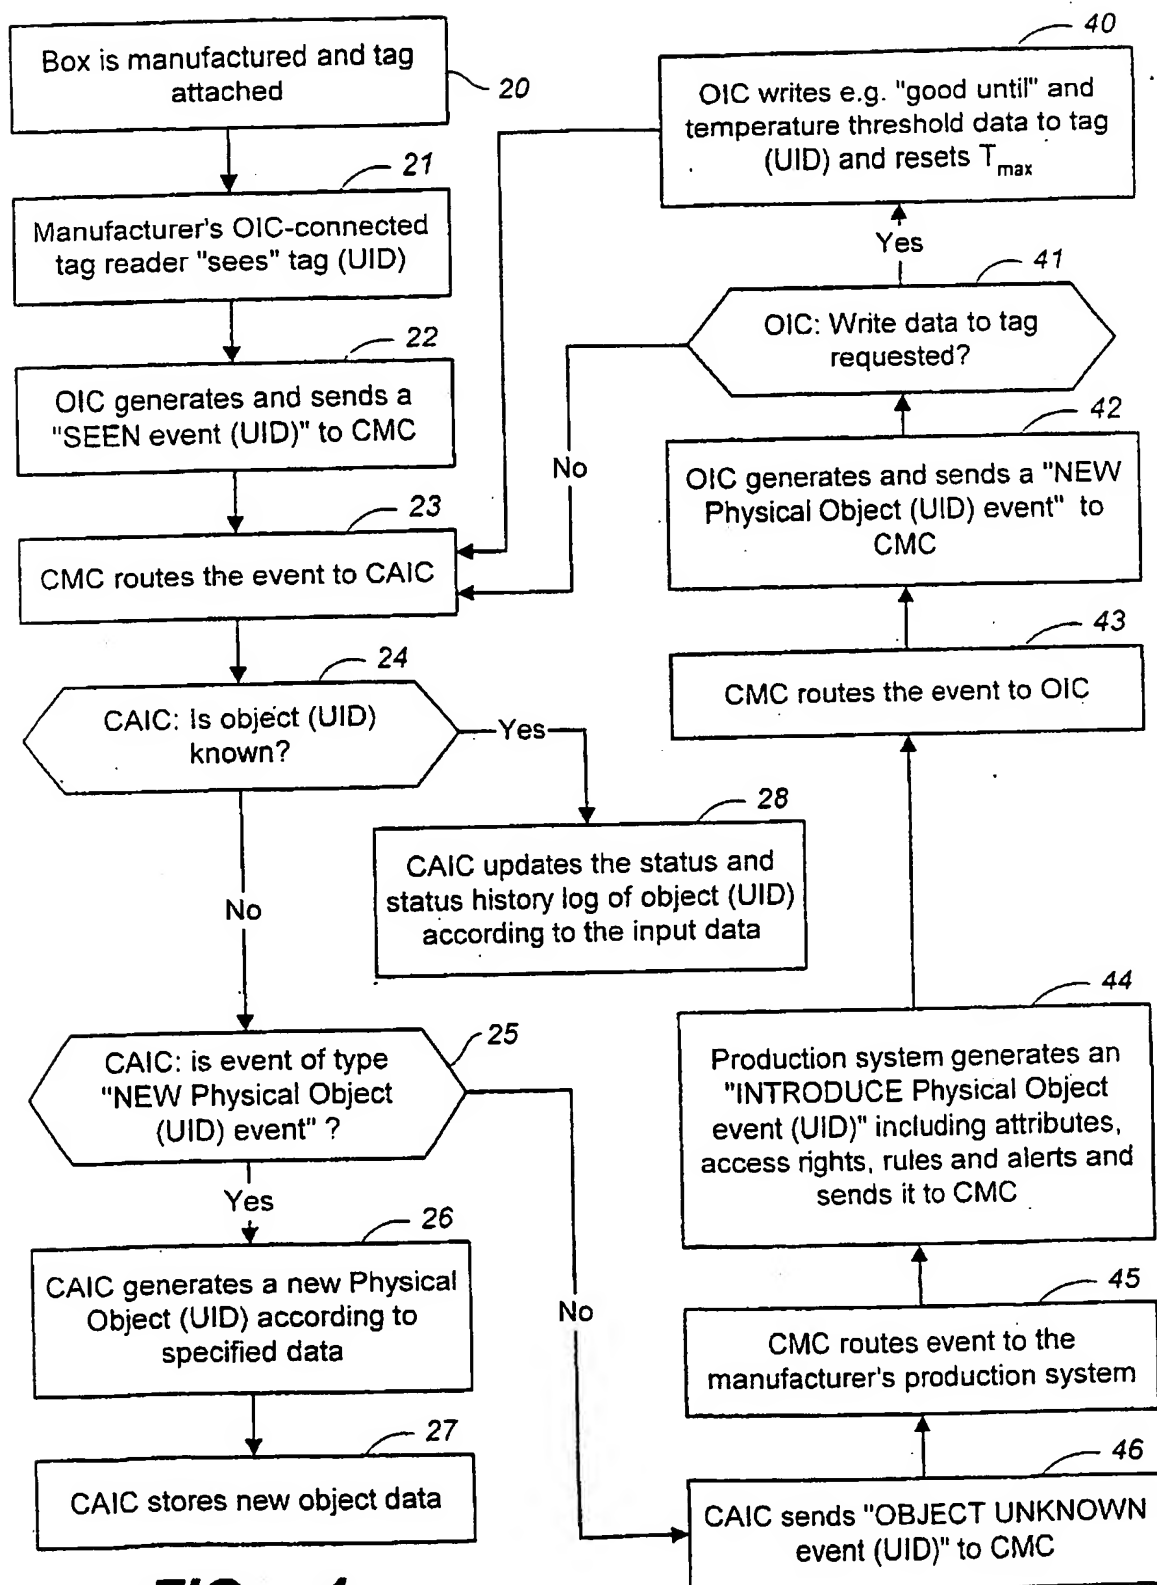 Box is manufactured and tag
attached
20
21
Manufacturer's OIC-connected
tag reader "sees" tag (UID)
22
OIC generates and sends a
"SEEN event (UID)" to CMC
23
CMC routes the event to CAIC
24
CAIC: Is object (UID)
known?
Yes
28
CAIC updates the status and
status history log of object (UID)
according to the input data
No
25
CAIC: is event of type
"NEW Physical Object
(UID) event" ?
Yes
26
CAIC generates a new Physical
Object (UID) according to
specified data
27
CAIC stores new object data
No
40
OIC writes e.g. "good until" and
temperature threshold data to tag
(UID) and resets Tmax
Yes
41
OIC: Write data to tag
requested?
No
42
OIC generates and sends a "NEW
Physical Object (UID) event" to
CMC
43
CMC routes the event to OIC
44
Production system generates an
"INTRODUCE Physical Object
event (UID)" including attributes,
access rights, rules and alerts and
sends it to CMC
45
CMC routes event to the
manufacturer's production system
46
CAIC sends "OBJECT UNKNOWN
event (UID)" to CMC